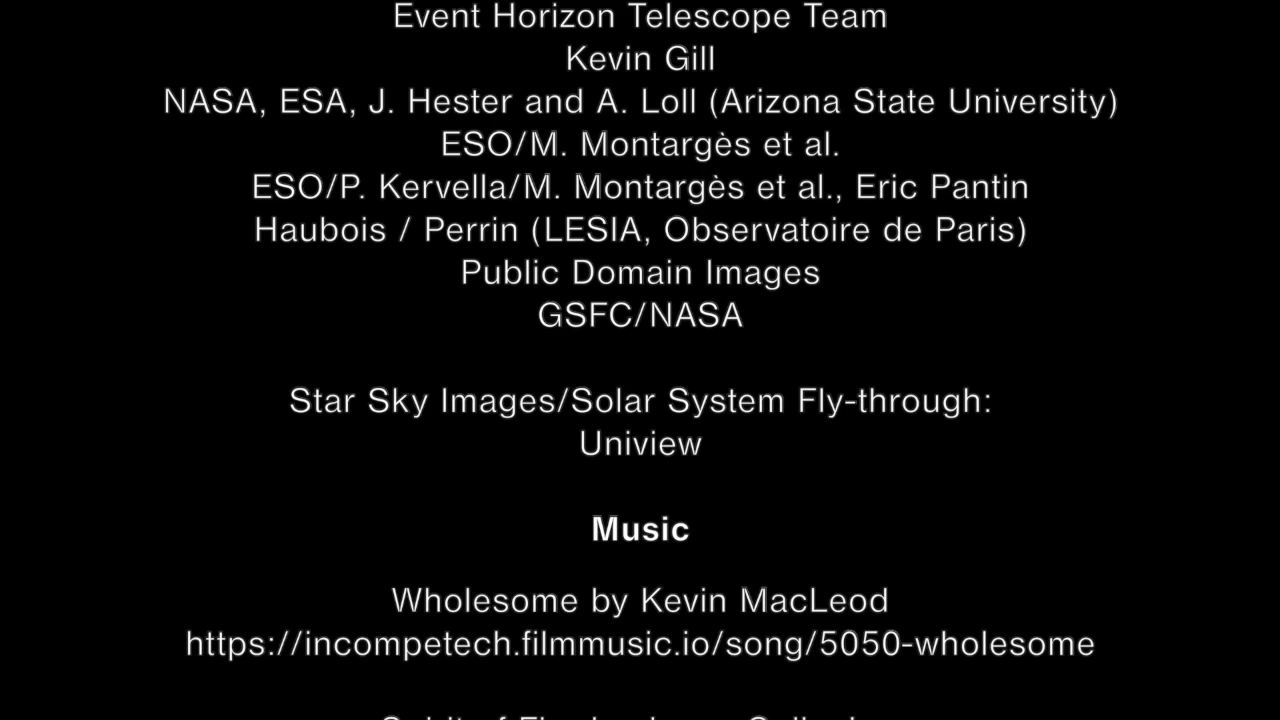 Event Horizon Telescope Team
Kevin Gill
NASA, ESA, J. Hester and A. Loll (Arizona State University)
ESO/M. Montargès et al.
ESO/P. Kervella/M. Montargès et al., Eric Pantin
Haubois / Perrin (LESIA, Observatoire de Paris)
Public Domain Images
GSFC/NASA
Star Sky Images/Solar System Fly-through:
Uniview
Music
Wholesome by Kevin MacLeod
https://incompetech.filmmusic.io/song/5050-wholesome